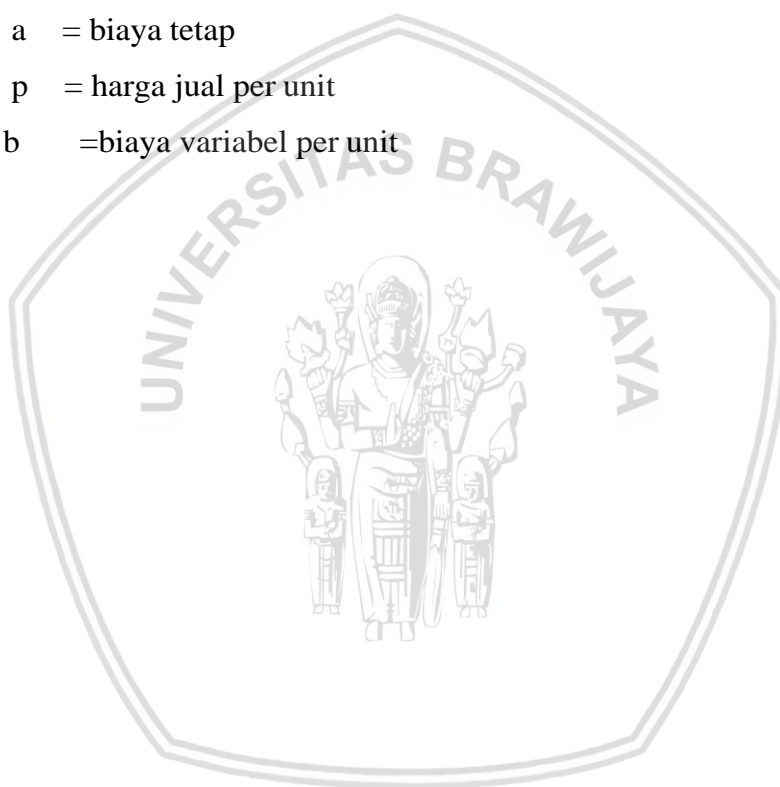 a = biaya tetap
p = harga jual per unit
b =biaya variabel per unit
UNIVERSITAS BRAWIJAYA